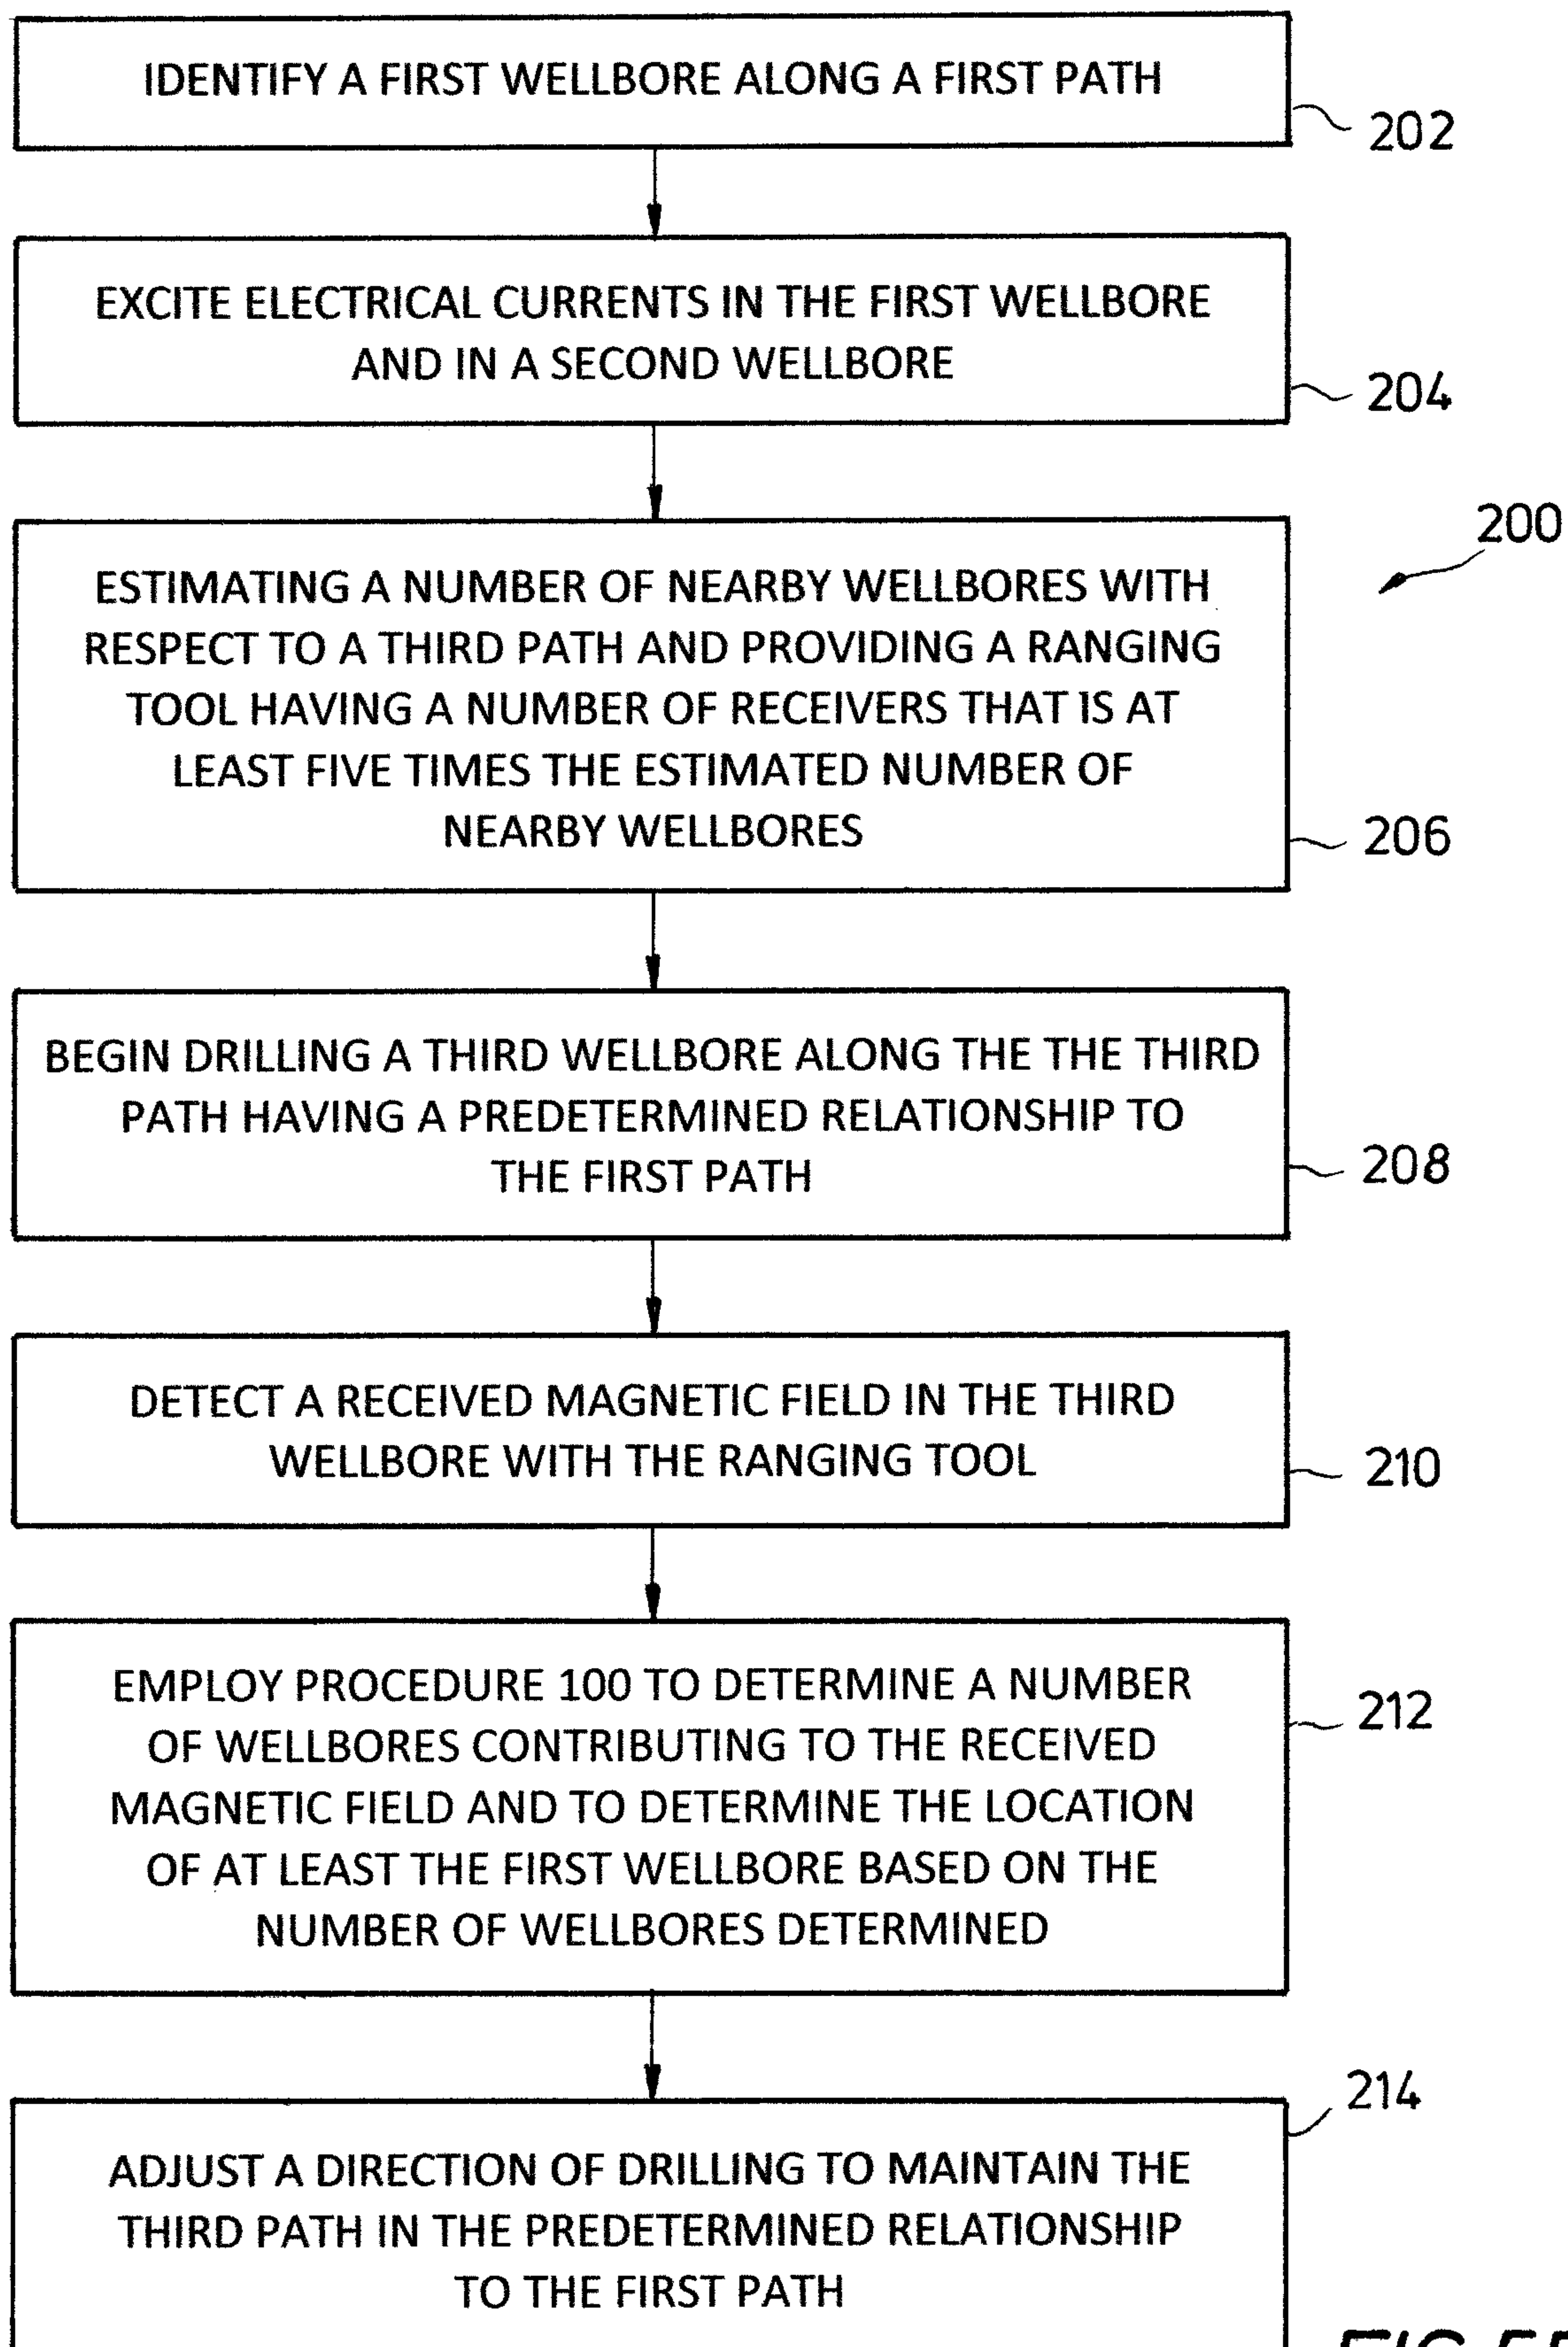 IDENTIFY A FIRST WELLBORE ALONG A FIRST PATH
202
EXCITE ELECTRICAL CURRENTS IN THE FIRST WELLBORE
AND IN A SECOND WELLBORE
204
200
ESTIMATING A NUMBER OF NEARBY WELLBORES WITH
RESPECT TO A THIRD PATH AND PROVIDING A RANGING
TOOL HAVING A NUMBER OF RECEIVERS THAT IS AT
LEAST FIVE TIMES THE ESTIMATED NUMBER OF
NEARBY WELLBORES
206
BEGIN DRILLING A THIRD WELLBORE ALONG THE THE THIRD
PATH HAVING A PREDETERMINED RELATIONSHIP TO
THE FIRST PATH
208
DETECT A RECEIVED MAGNETIC FIELD IN THE THIRD
WELLBORE WITH THE RANGING TOOL
210
EMPLOY PROCEDURE 100 TO DETERMINE A NUMBER
OF WELLBORES CONTRIBUTING TO THE RECEIVED
MAGNETIC FIELD AND TO DETERMINE THE LOCATION
OF AT LEAST THE FIRST WELLBORE BASED ON THE
NUMBER OF WELLBORES DETERMINED
212
214
ADJUST A DIRECTION OF DRILLING TO MAINTAIN THE
THIRD PATH IN THE PREDETERMINED RELATIONSHIP
TO THE FIRST PATH